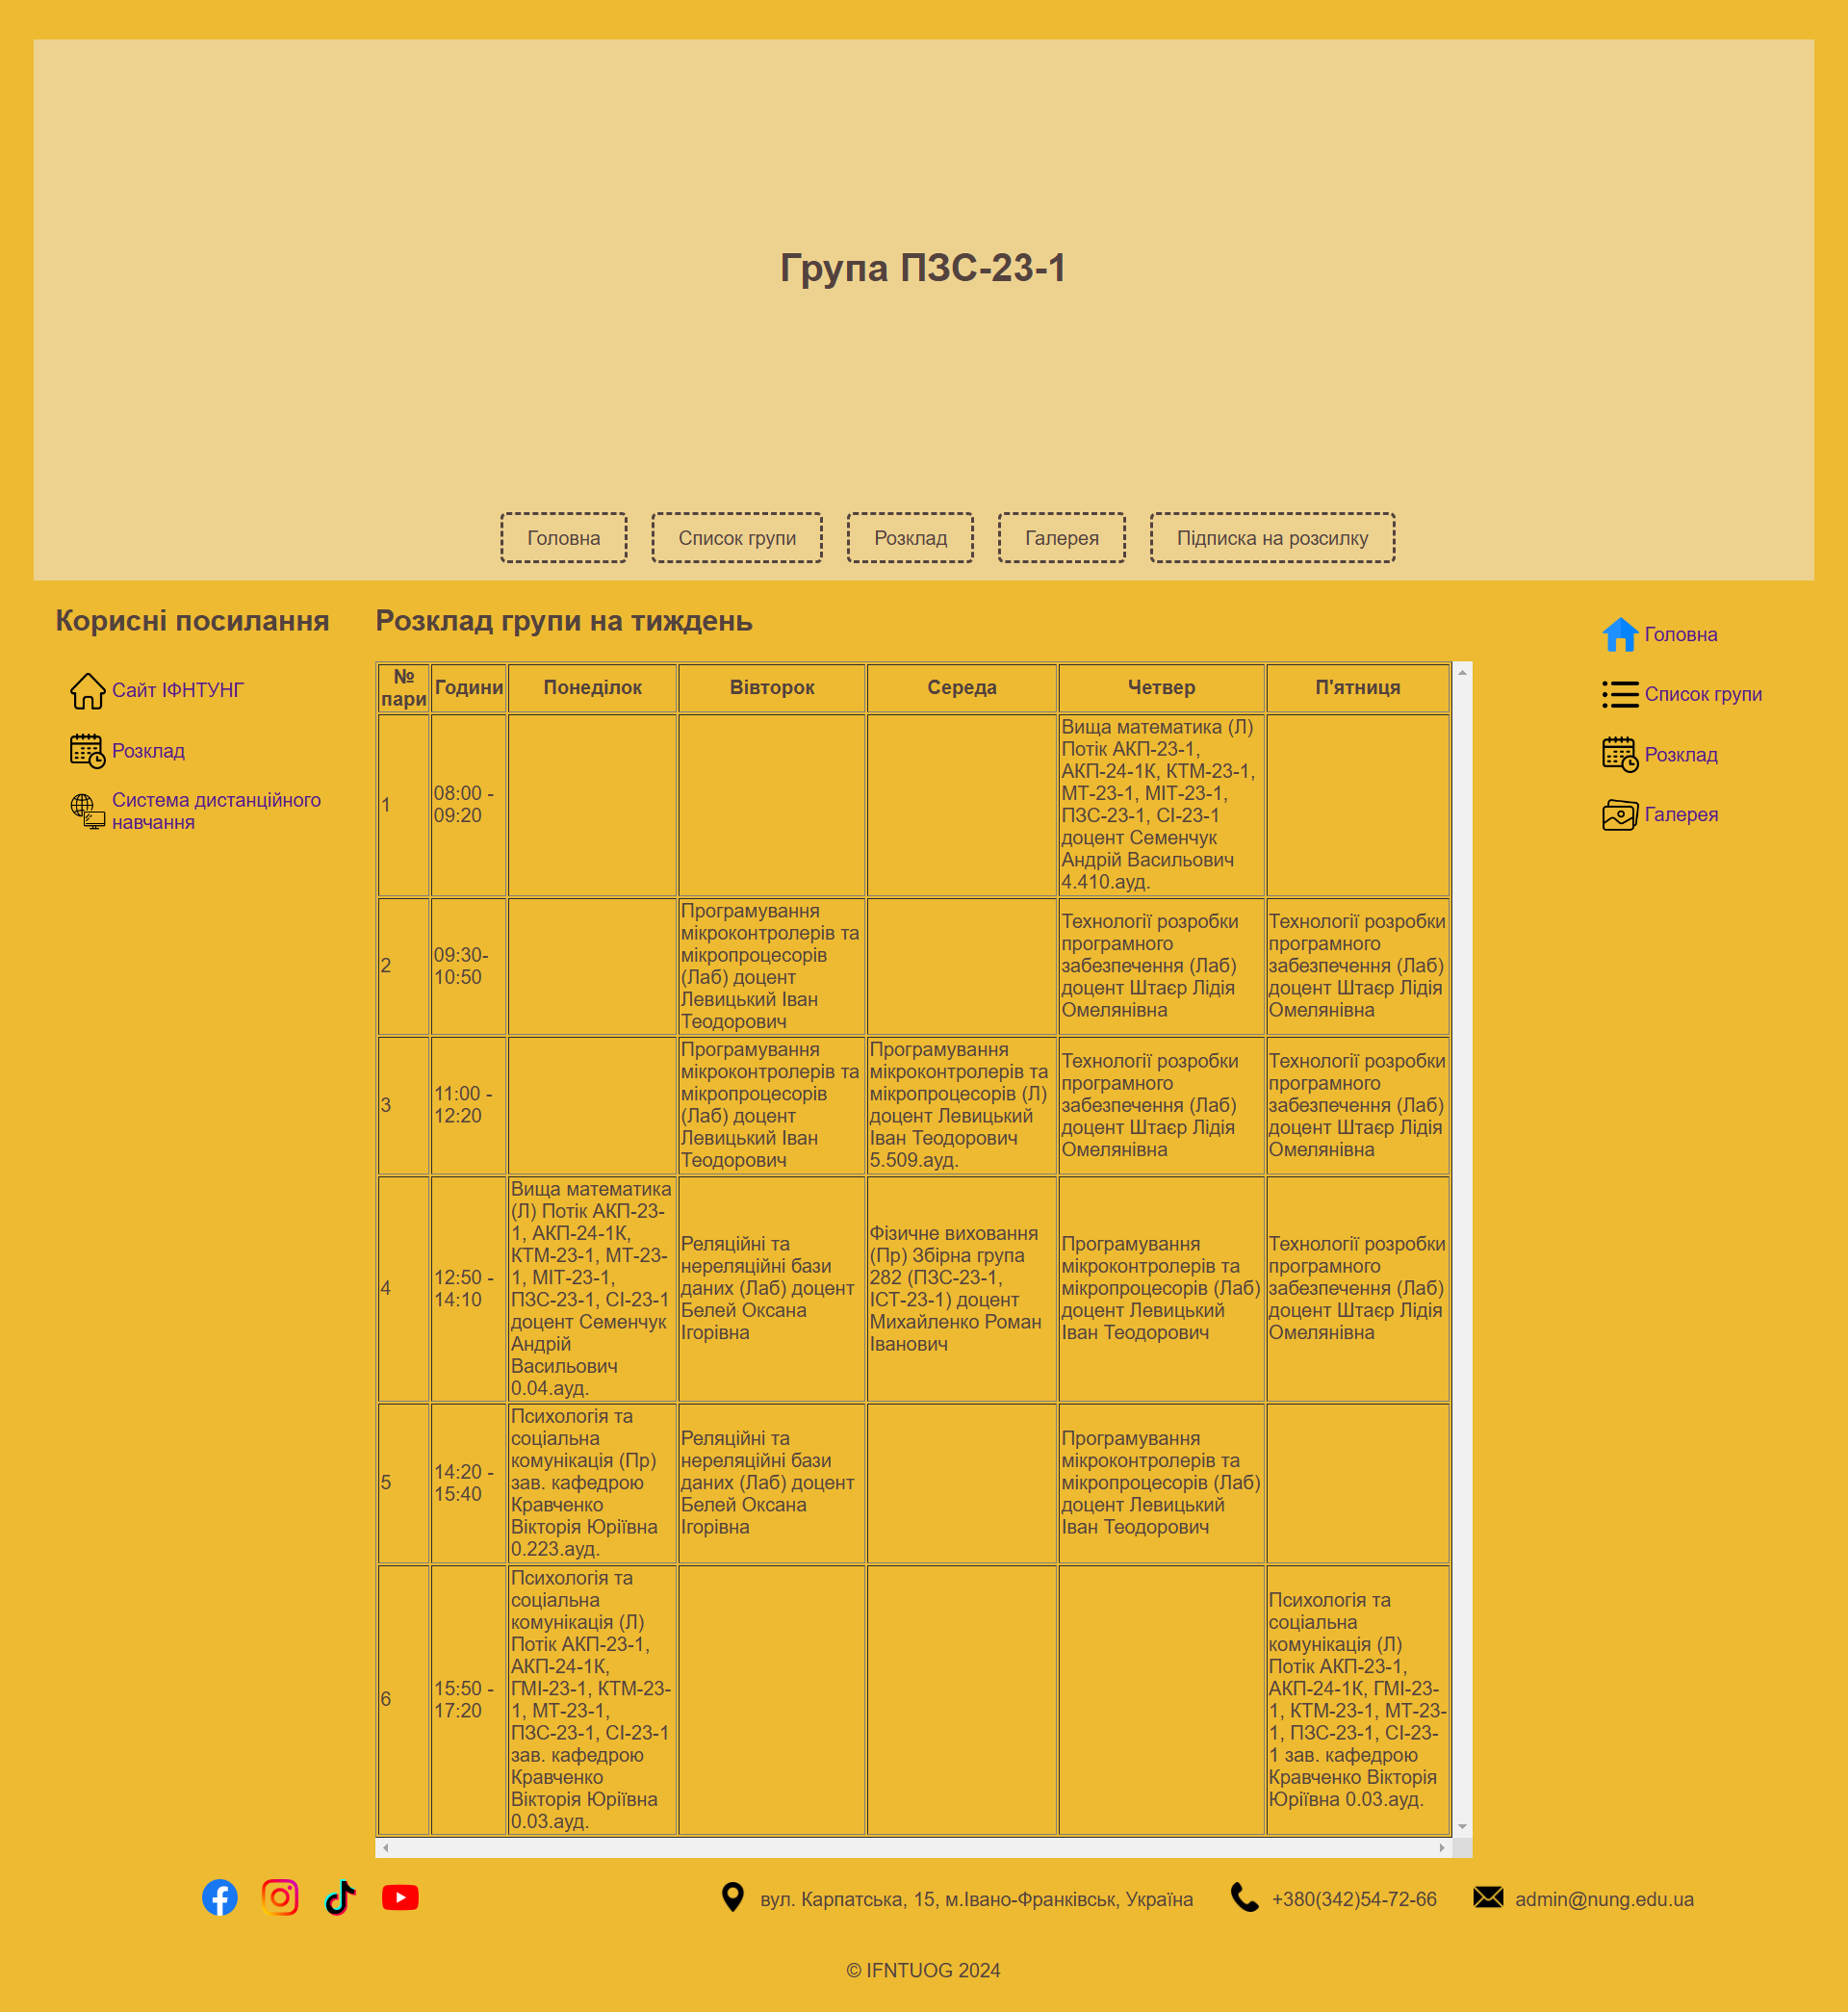 Група ПЗС-23-1
Головна
Список групи
Розклад
Галерея
Підписка на розсилку
Корисні посилання
Сайт ІФНТУНГ
Розклад
Система дистанційного
навчання
Розклад групи на тиждень
№
пари
Години
Понеділок
Вівторок
Середа
Четвер
П'ятниця
1
08:00 -
09:20
Вища математика (Л)
Потік АКП-23-1,
АКП-24-1К, КТМ-23-1,
МТ-23-1, МІТ-23-1,
ПЗС-23-1, СІ-23-1
доцент Семенчук
Андрій Васильович
4.410.ауд.
2
09:30-
10:50
Програмування
мікроконтролерів та
мікропроцесорів
(Лаб) доцент
Левицький Іван
Теодорович
Технології розробки
програмного
забезпечення (Лаб)
доцент Штаєр Лідія
Омелянівна
Технології розробки
програмного
забезпечення (Лаб)
доцент Штаєр Лідія
Омелянівна
3
11:00 -
12:20
Програмування
мікроконтролерів та
мікропроцесорів
(Лаб) доцент
Левицький Іван
Теодорович
Програмування
мікроконтролерів та
мікропроцесорів (Л)
доцент Левицький
Іван Теодорович
5.509.ауд.
Технології розробки
програмного
забезпечення (Лаб)
доцент Штаєр Лідія
Омелянівна
Технології розробки
програмного
забезпечення (Лаб)
доцент Штаєр Лідія
Омелянівна
4
12:50 -
14:10
Вища математика
(Л) Потік АКП-23-
1, АКП-24-1К,
КТМ-23-1, МТ-23-
1, МІТ-23-1,
ПЗС-23-1, СІ-23-1
доцент Семенчук
Андрій
Васильович
0.04.ауд.
Реляційні та
нереляційні бази
даних (Лаб) доцент
Белей Оксана
Ігорівна
Фізичне виховання
(Пр) Збірна група
282 (ПЗС-23-1,
ІСТ-23-1) доцент
Михайленко Роман
Іванович
Програмування
мікроконтролерів та
мікропроцесорів (Лаб)
доцент Левицький
Іван Теодорович
Технології розробки
програмного
забезпечення (Лаб)
доцент Штаєр Лідія
Омелянівна
5
14:20 -
15:40
Психологія та
соціальна
комунікація (Пр)
зав. кафедрою
Кравченко
Вікторія Юріївна
0.223.ауд.
Реляційні та
нереляційні бази
даних (Лаб) доцент
Белей Оксана
Ігорівна
Програмування
мікроконтролерів та
мікропроцесорів (Лаб)
доцент Левицький
Іван Теодорович
6
15:50 -
17:20
Психологія та
соціальна
комунікація (Л)
Потік АКП-23-1,
АКП-24-1К,
ГМІ-23-1, КТМ-23-
1, МТ-23-1,
ПЗС-23-1, СІ-23-1
зав. кафедрою
Кравченко
Вікторія Юріївна
0.03.ауд.
Психологія та
соціальна
комунікація (Л)
Потік АКП-23-1,
АКП-24-1К, ГМІ-23-
1, КТМ-23-1, МТ-23-
1, ПЗС-23-1, СІ-23-
1 зав. кафедрою
Кравченко Вікторія
Юріївна 0.03.ауд.
Головна
Список групи
Розклад
Галерея
вул. Карпатська, 15, м.Івано-Франківськ, Україна
+380(342)54-72-66
admin@nung.edu.ua
© IFNTUOG 2024